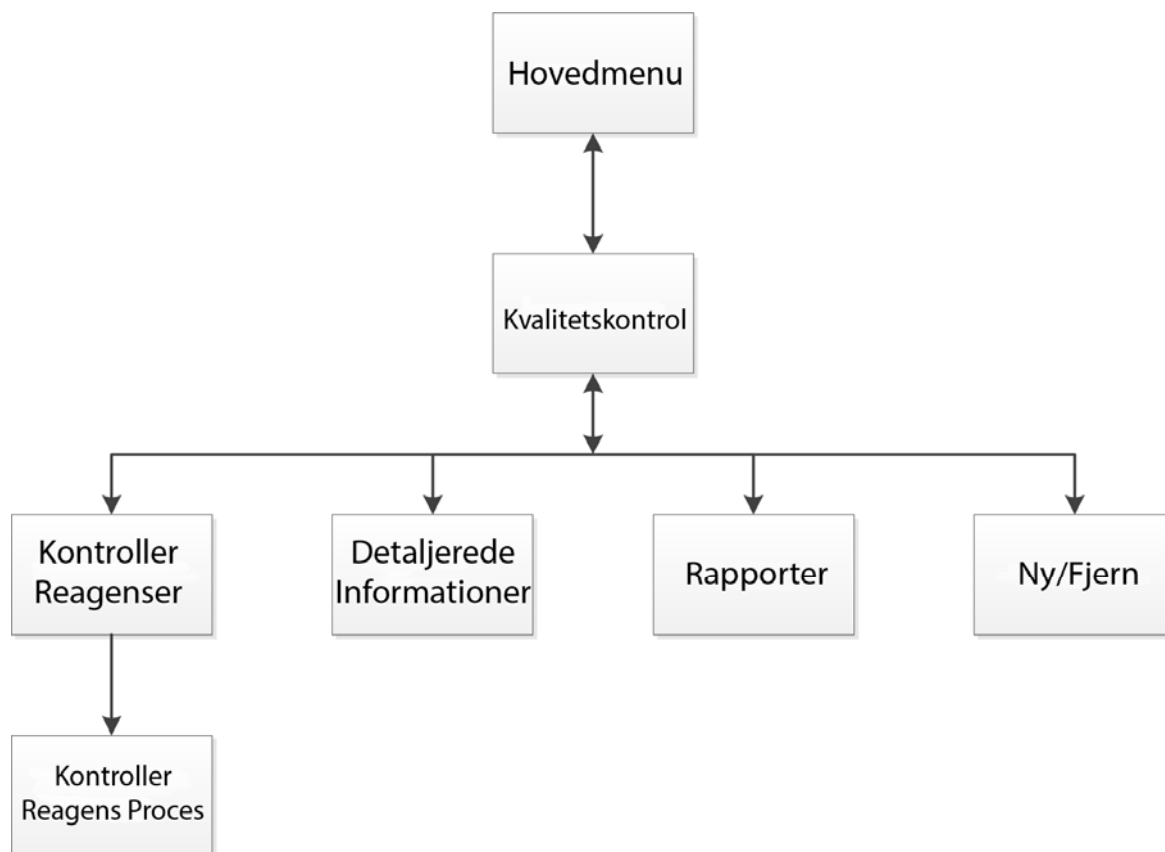 Hovedmenu
Kvalitetskontrol
Kontroller
Reagenser
Detaljerede
Informationer
Rapporter
Ny/Fjern
Kontroller
Reagens Proces